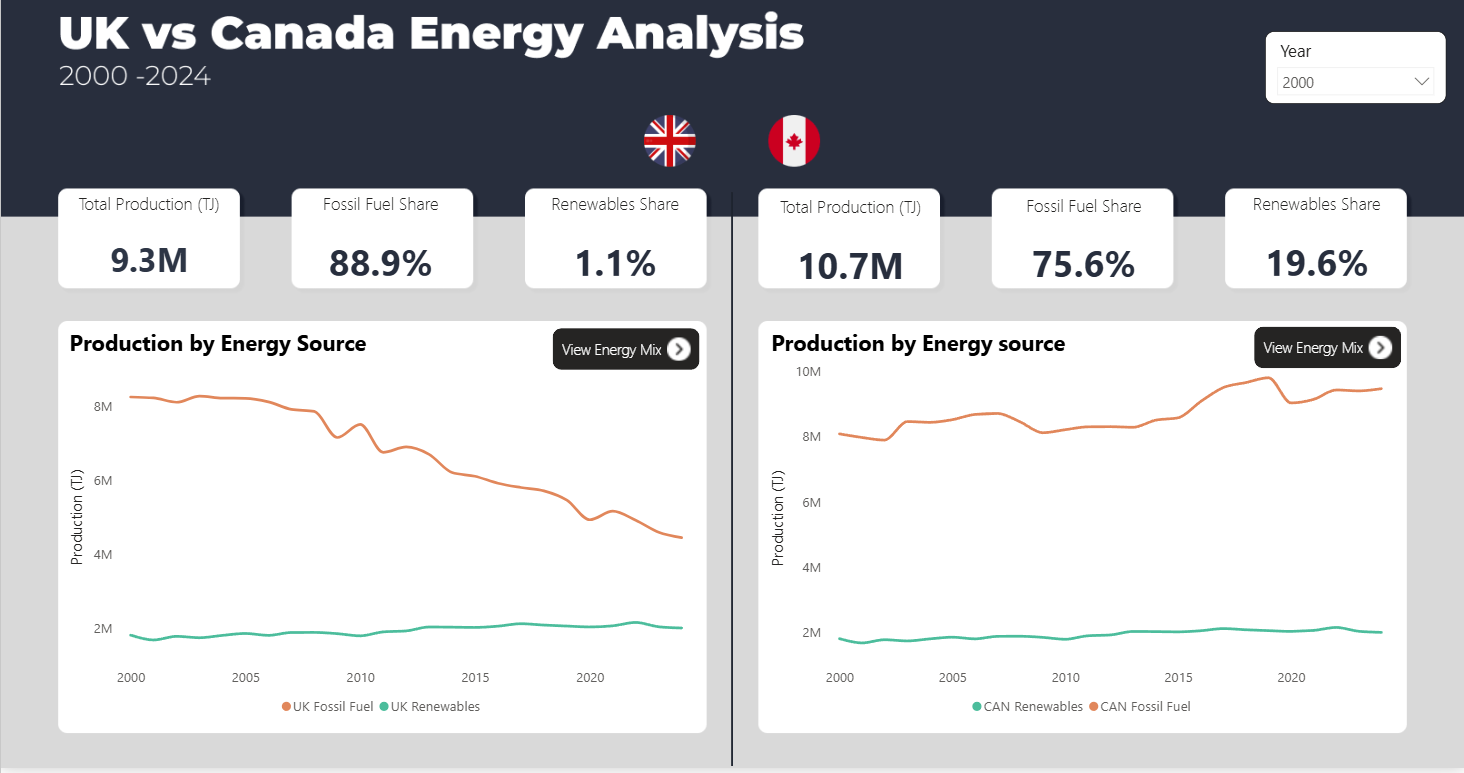 UK vs Canada Energy Analysis
2000 -2024
Year
2000
Total Production (TJ)
9.3M
Fossil Fuel Share
88.9%
Renewables Share
1.1%
Total Production (TJ)
10.7M
Fossil Fuel Share
75.6%
Renewables Share
19.6%
Production by Energy Source
View Energy Mix
Production (TJ)
8M
6M
4M
2M
2000 2005 2010 2015 2020
UK Fossil Fuel UK Renewables
Production by Energy source
View Energy Mix
Production (TJ)
10M
8M
6M
4M
2M
2000 2005 2010 2015 2020
CAN Renewables CAN Fossil Fuel